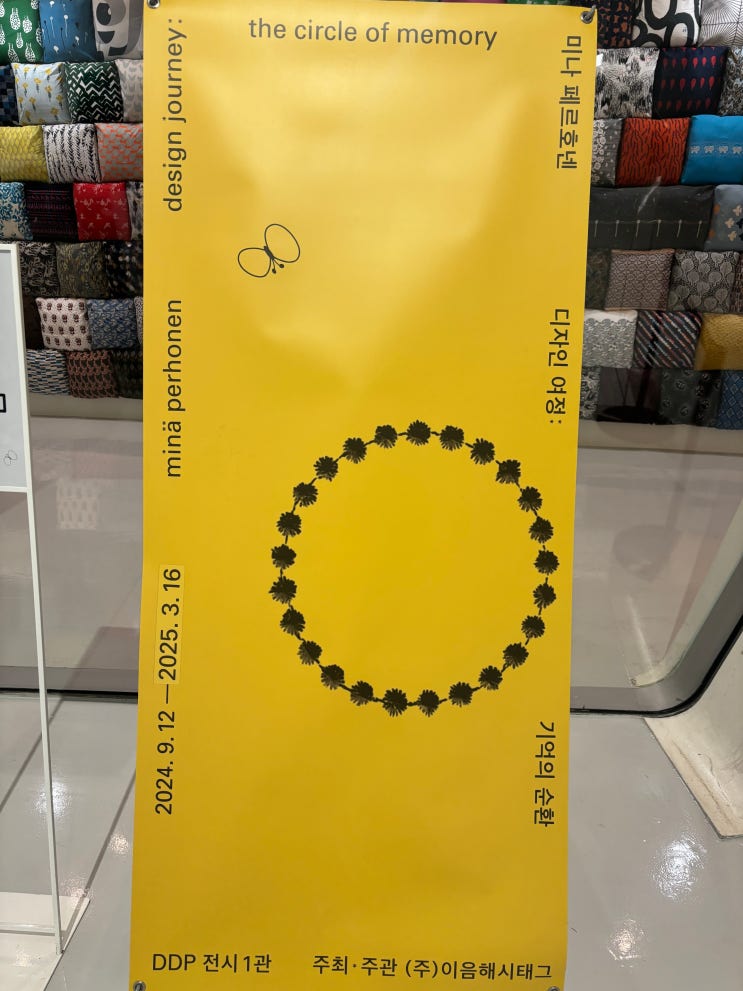 the circle of memory
design journey:
minä perhonen
2024. 9. 12 — 2025. 3. 16
미나 페르호넨
디자인 여정:
기억의 순환
DDP 전시 1관
주최·주관 (주)이음해시태그